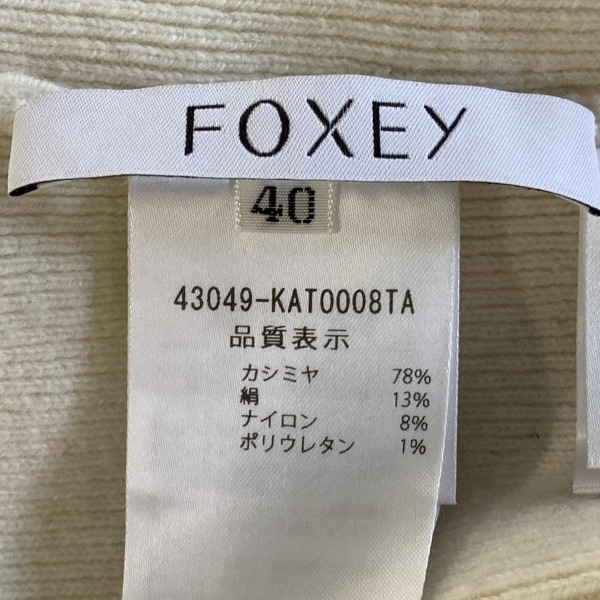 FOXEY
40
43049-KAT0008TA
品質表示
カシミヤ 78%
絹 13%
ナイロン 8%
ポリウレタン 1%